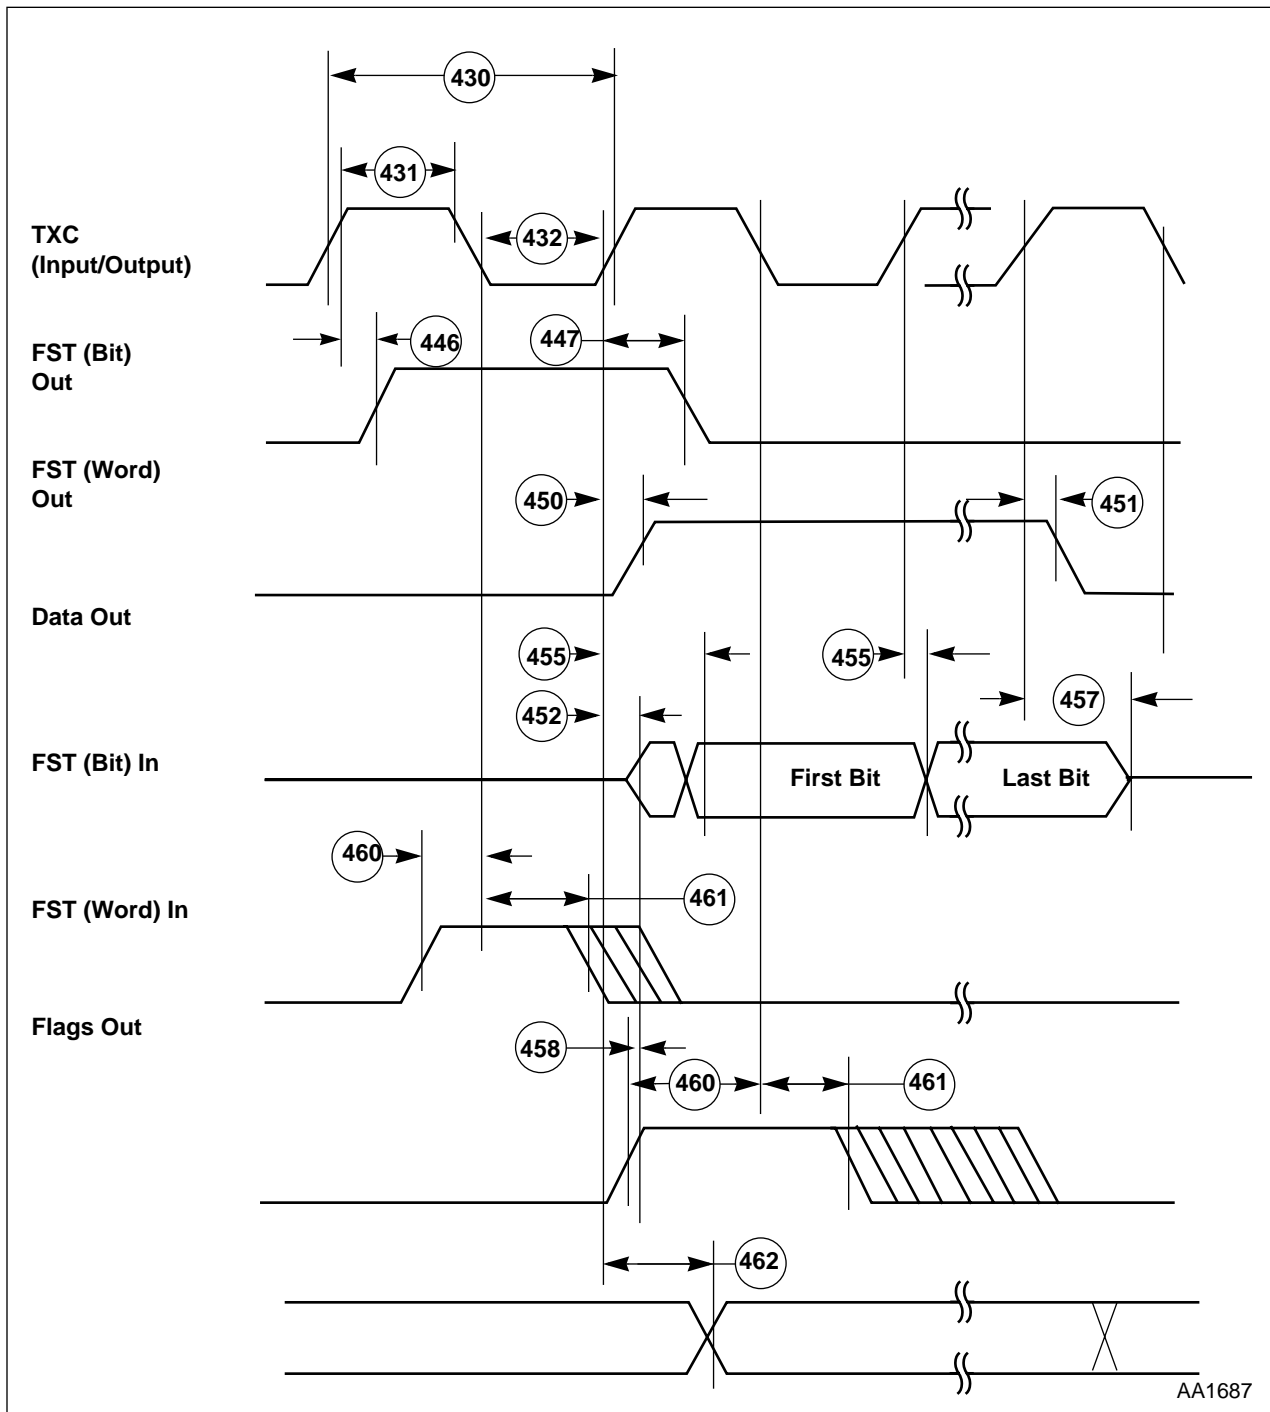 430
431
TXC
432
(Input/Output)
446
447
FST (Bit)
Out
FST (Word)
Out
450
451
Data Out
455
455
452
457
FST (Bit) In
First Bit
Last Bit
460
461
FST (Word) In
Flags Out
458
460
461
462
AA1687